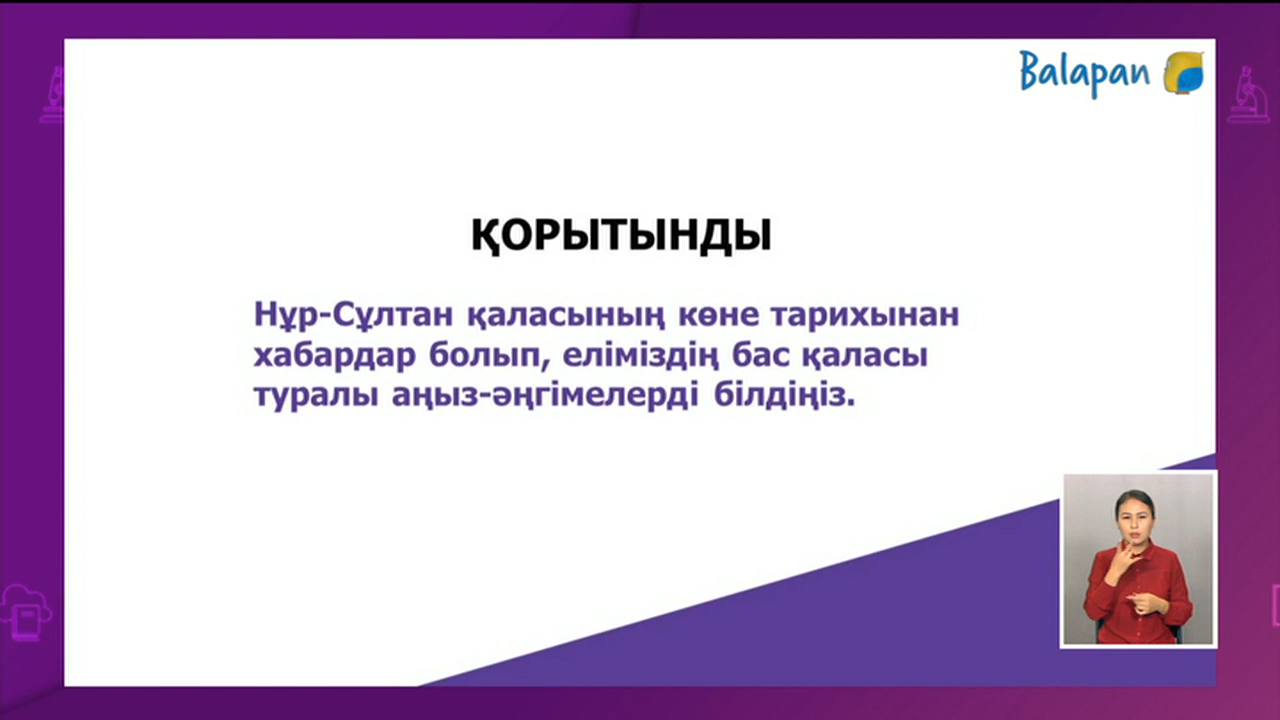 Balapan
ҚОРЫТЫНДЫ
Нұр-Сұлтан қаласының көне тарихынан
хабардар болып, еліміздің бас қаласы
туралы аңыз-әңгімелерді білдіңіз.